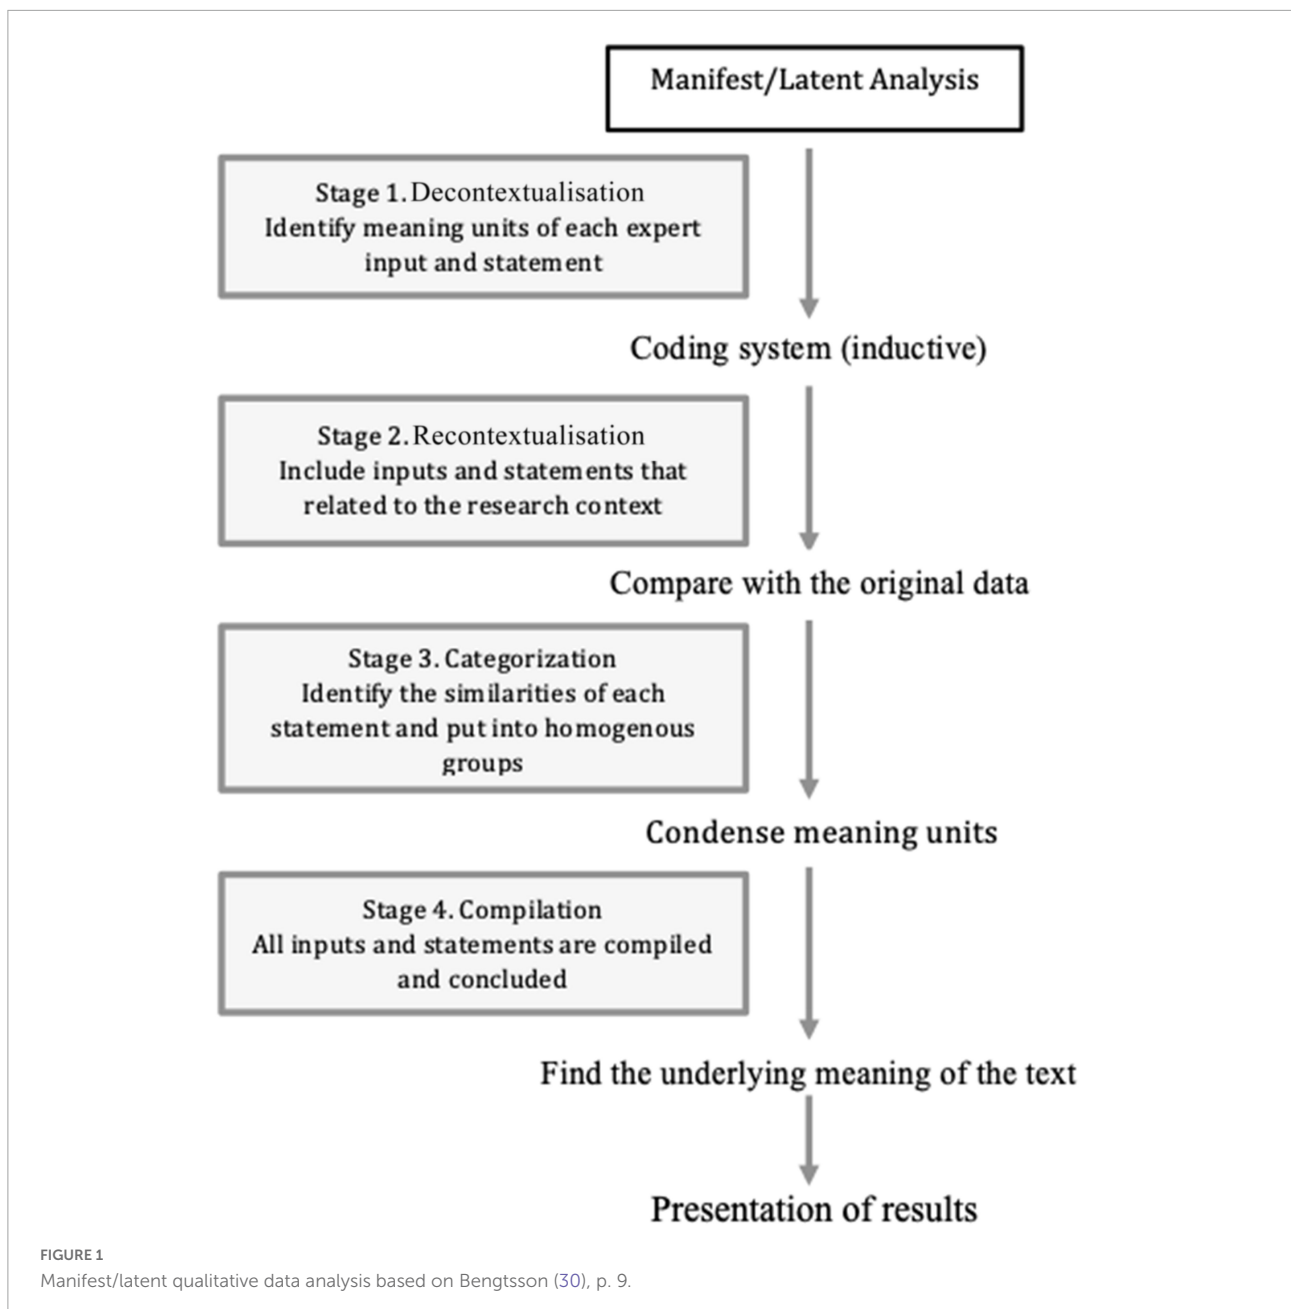 Manifest/Latent Analysis
Stage 1. Decontextualisation
Identify meaning units of each expert
input and statement
Coding system (inductive)
Stage 2. Recontextualisation
Include inputs and statements that
related to the research context
Compare with the original data
Stage 3. Categorization
Identify the similarities of each
statement and put into homogenous
groups
Condense meaning units
Stage 4. Compilation
All inputs and statements are compiled
and concluded
Find the underlying meaning of the text
Presentation of results
FIGURE 1
Manifest/latent qualitative data analysis based on Bengtsson (30), p. 9.